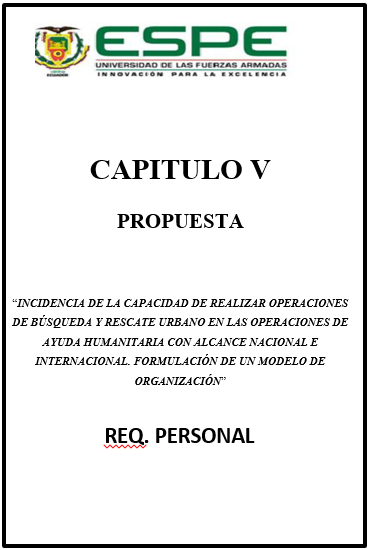 ESPE
UNIVERSIDAD DE LAS FUERZAS ARMADAS
INNOVACIÓN PARA LA EXCELENCIA
CAPITULO V
PROPUESTA
“INCIDENCIA DE LA CAPACIDAD DE REALIZAR OPERACIONES
DE BÚSQUEDA Y RESCATE URBANO EN LAS OPERACIONES DE
AYUDA HUMANITARIA CON ALCANCE NACIONAL E
INTERNACIONAL. FORMULACIÓN DE UN MODELO DE
ORGANIZACIÓN”
REQ. PERSONAL